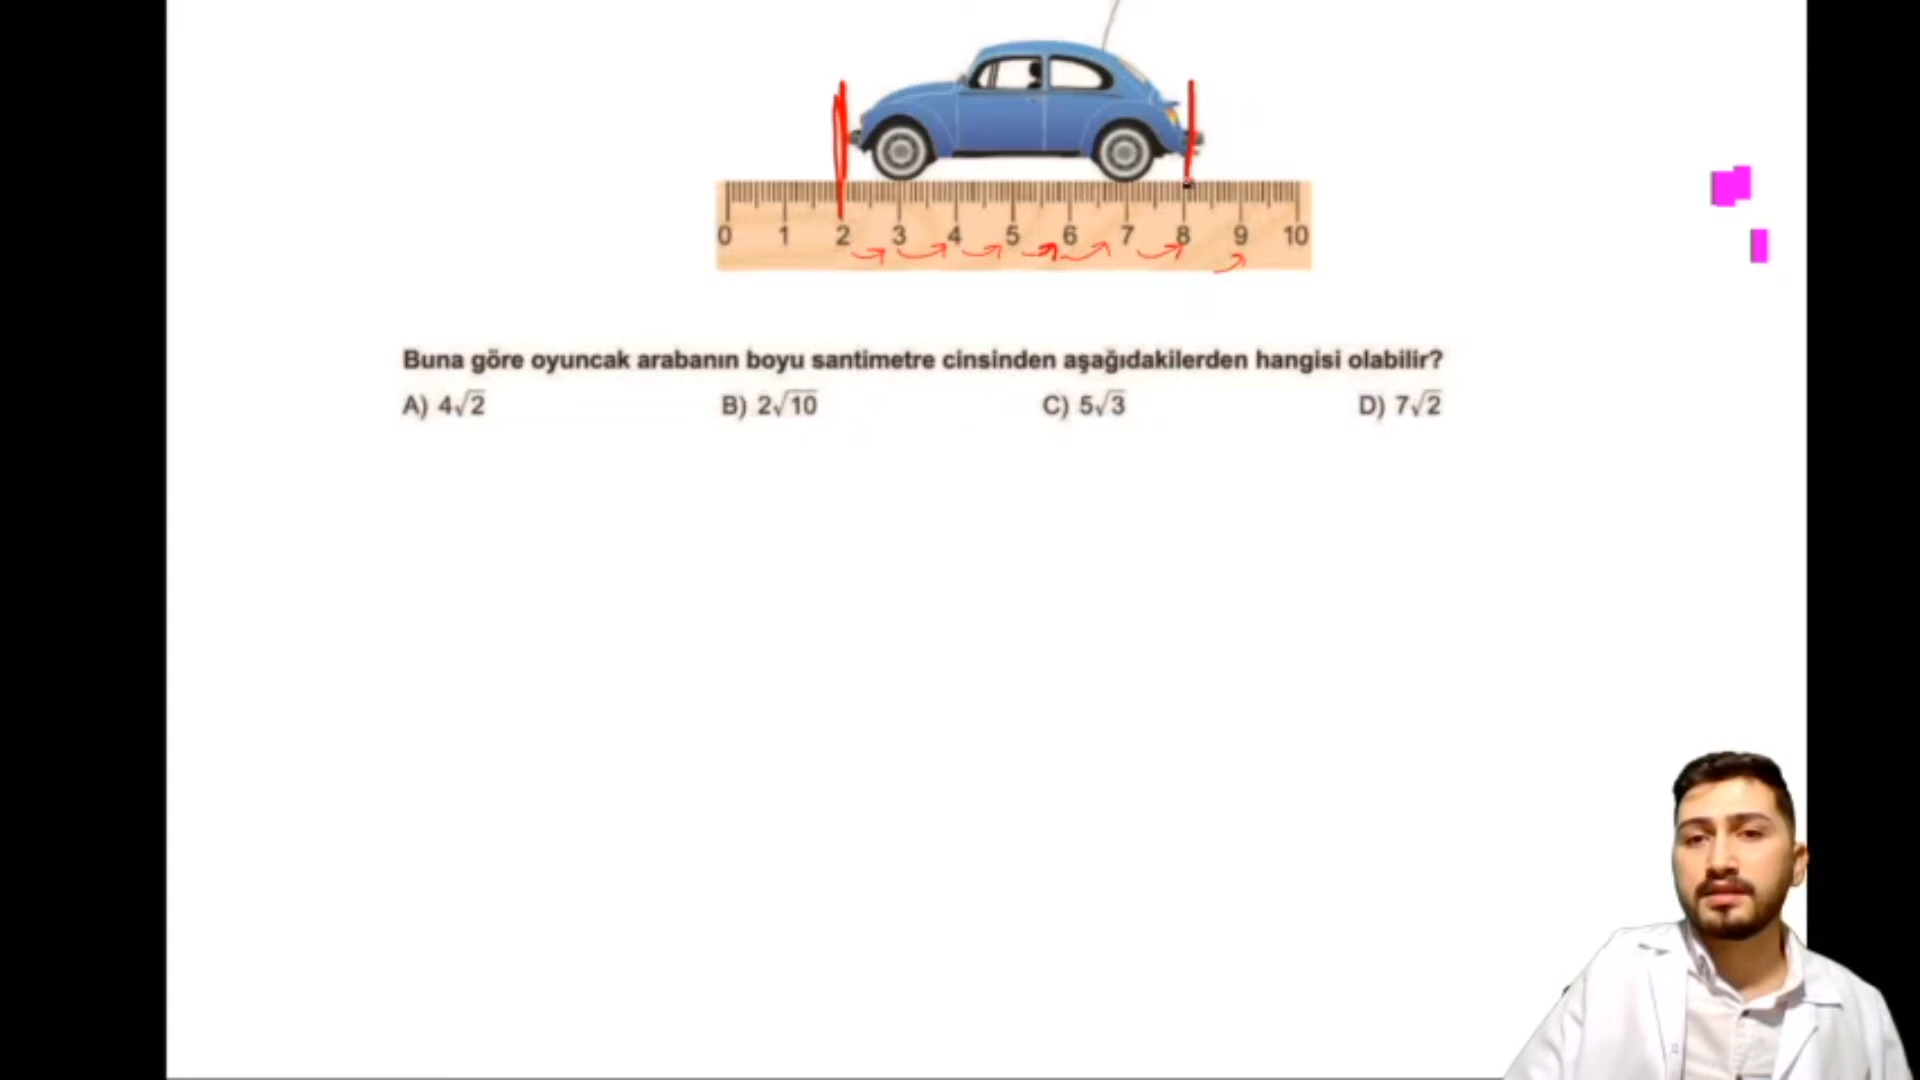 0 1 2 3 4 5 6 7 8 9 10
Buna göre oyuncak arabanın boyu santimetre cinsinden aşağıdakilerden hangisi olabilir?
A) 4√2 B) 2√10 C) 5√3 D) 7√2